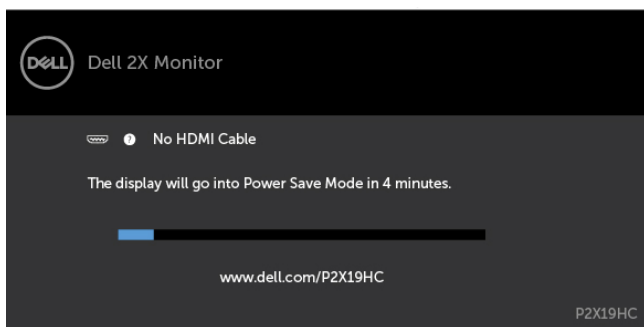 DELL Dell 2X Monitor
No HDMI Cable
The display will go into Power Save Mode in 4 minutes.
www.dell.com/P2X19HC
P2X19HC